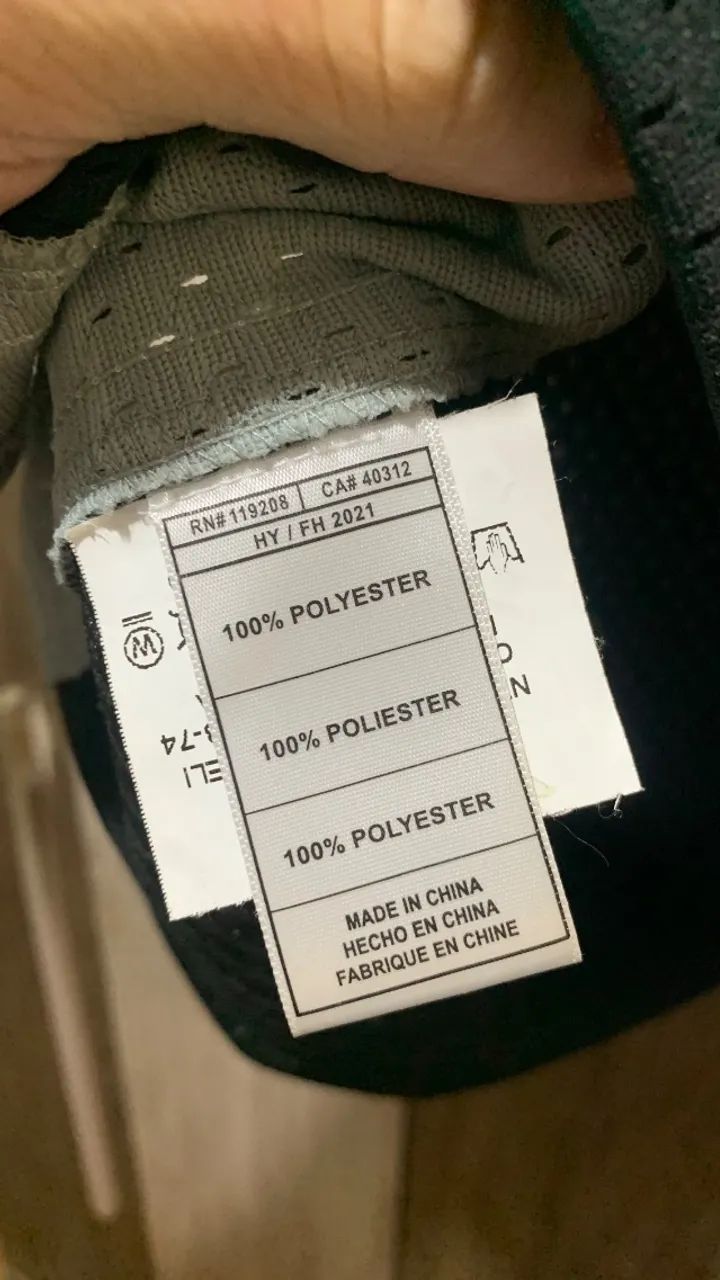 RN# 119208 CA# 40312
HY / FH 2021
100% POLYESTER
100% POLIESTER
100% POLYESTER
MADE IN CHINA
HECHO EN CHINA
FABRIQUE EN CHINE
W